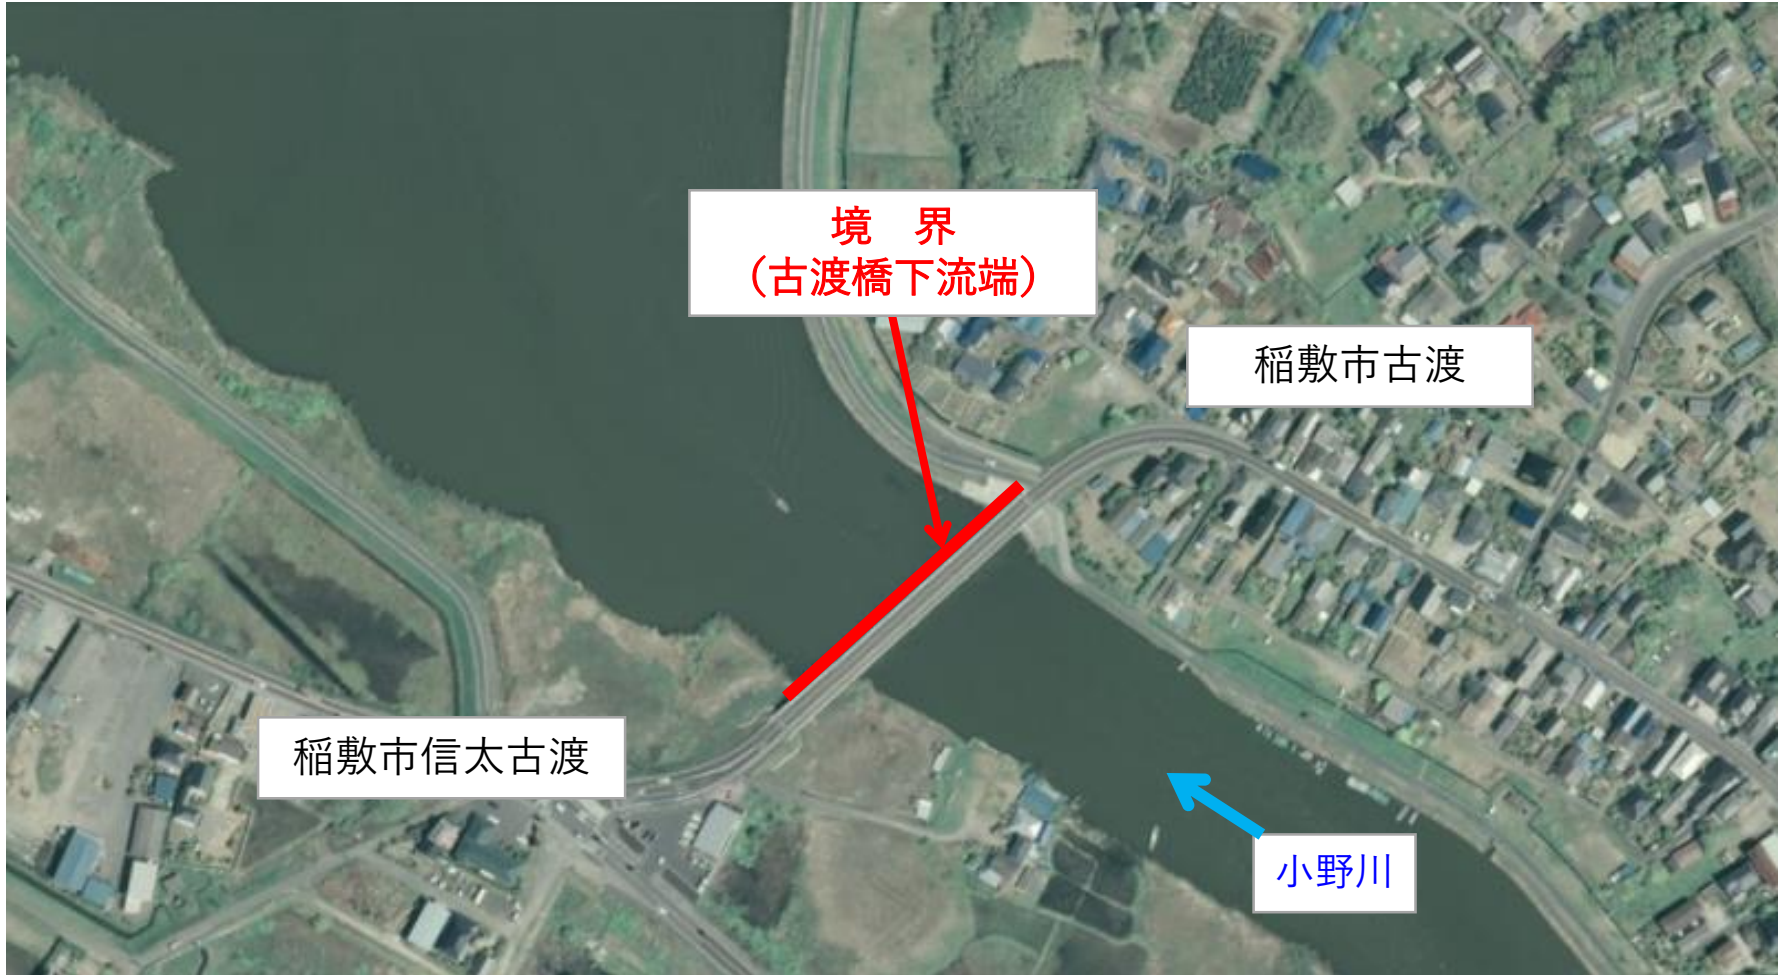 境　界
（古渡橋下流端）
稲敷市古渡
稲敷市信太古渡
小野川